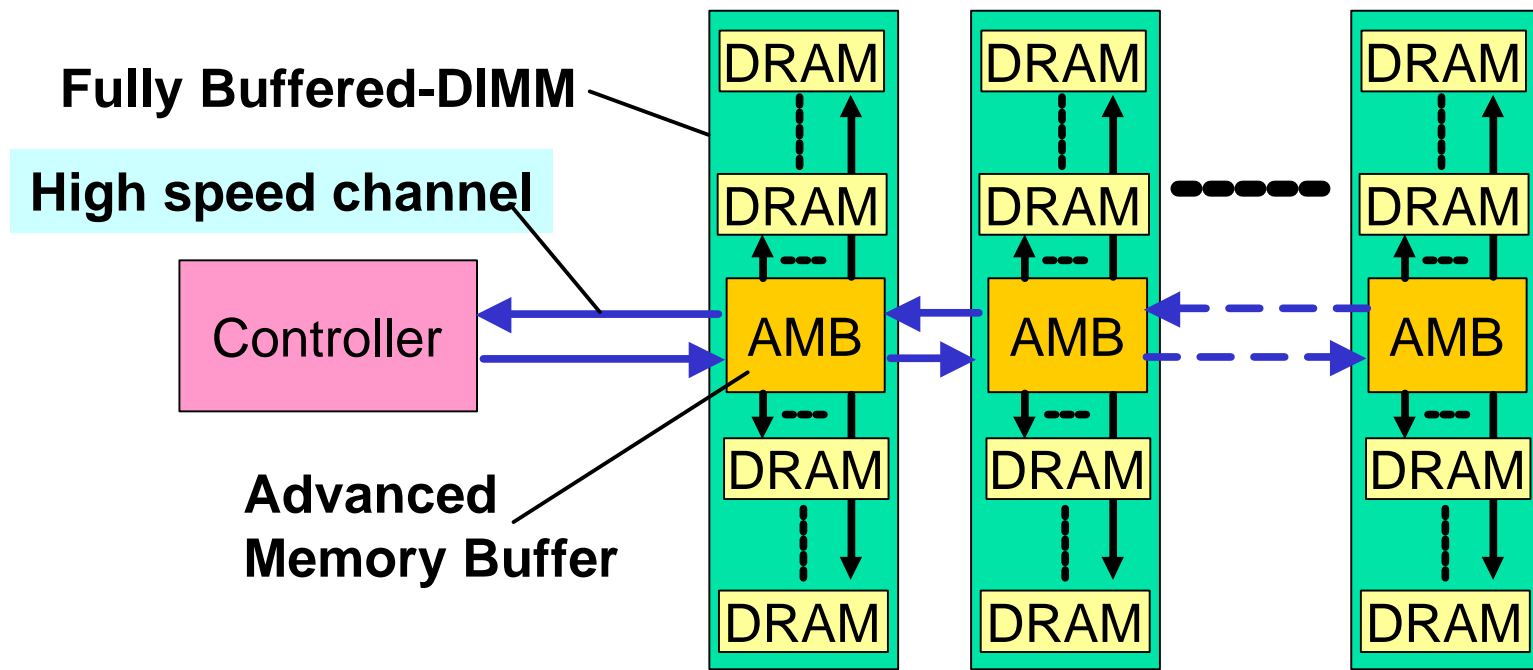 DRAM DRAM DRAM
Fully Buffered-DIMM
High speed channel
DRAM DRAM DRAM
Controller AMB AMB AMB
DRAM DRAM DRAM
Advanced
Memory Buffer
DRAM DRAM DRAM